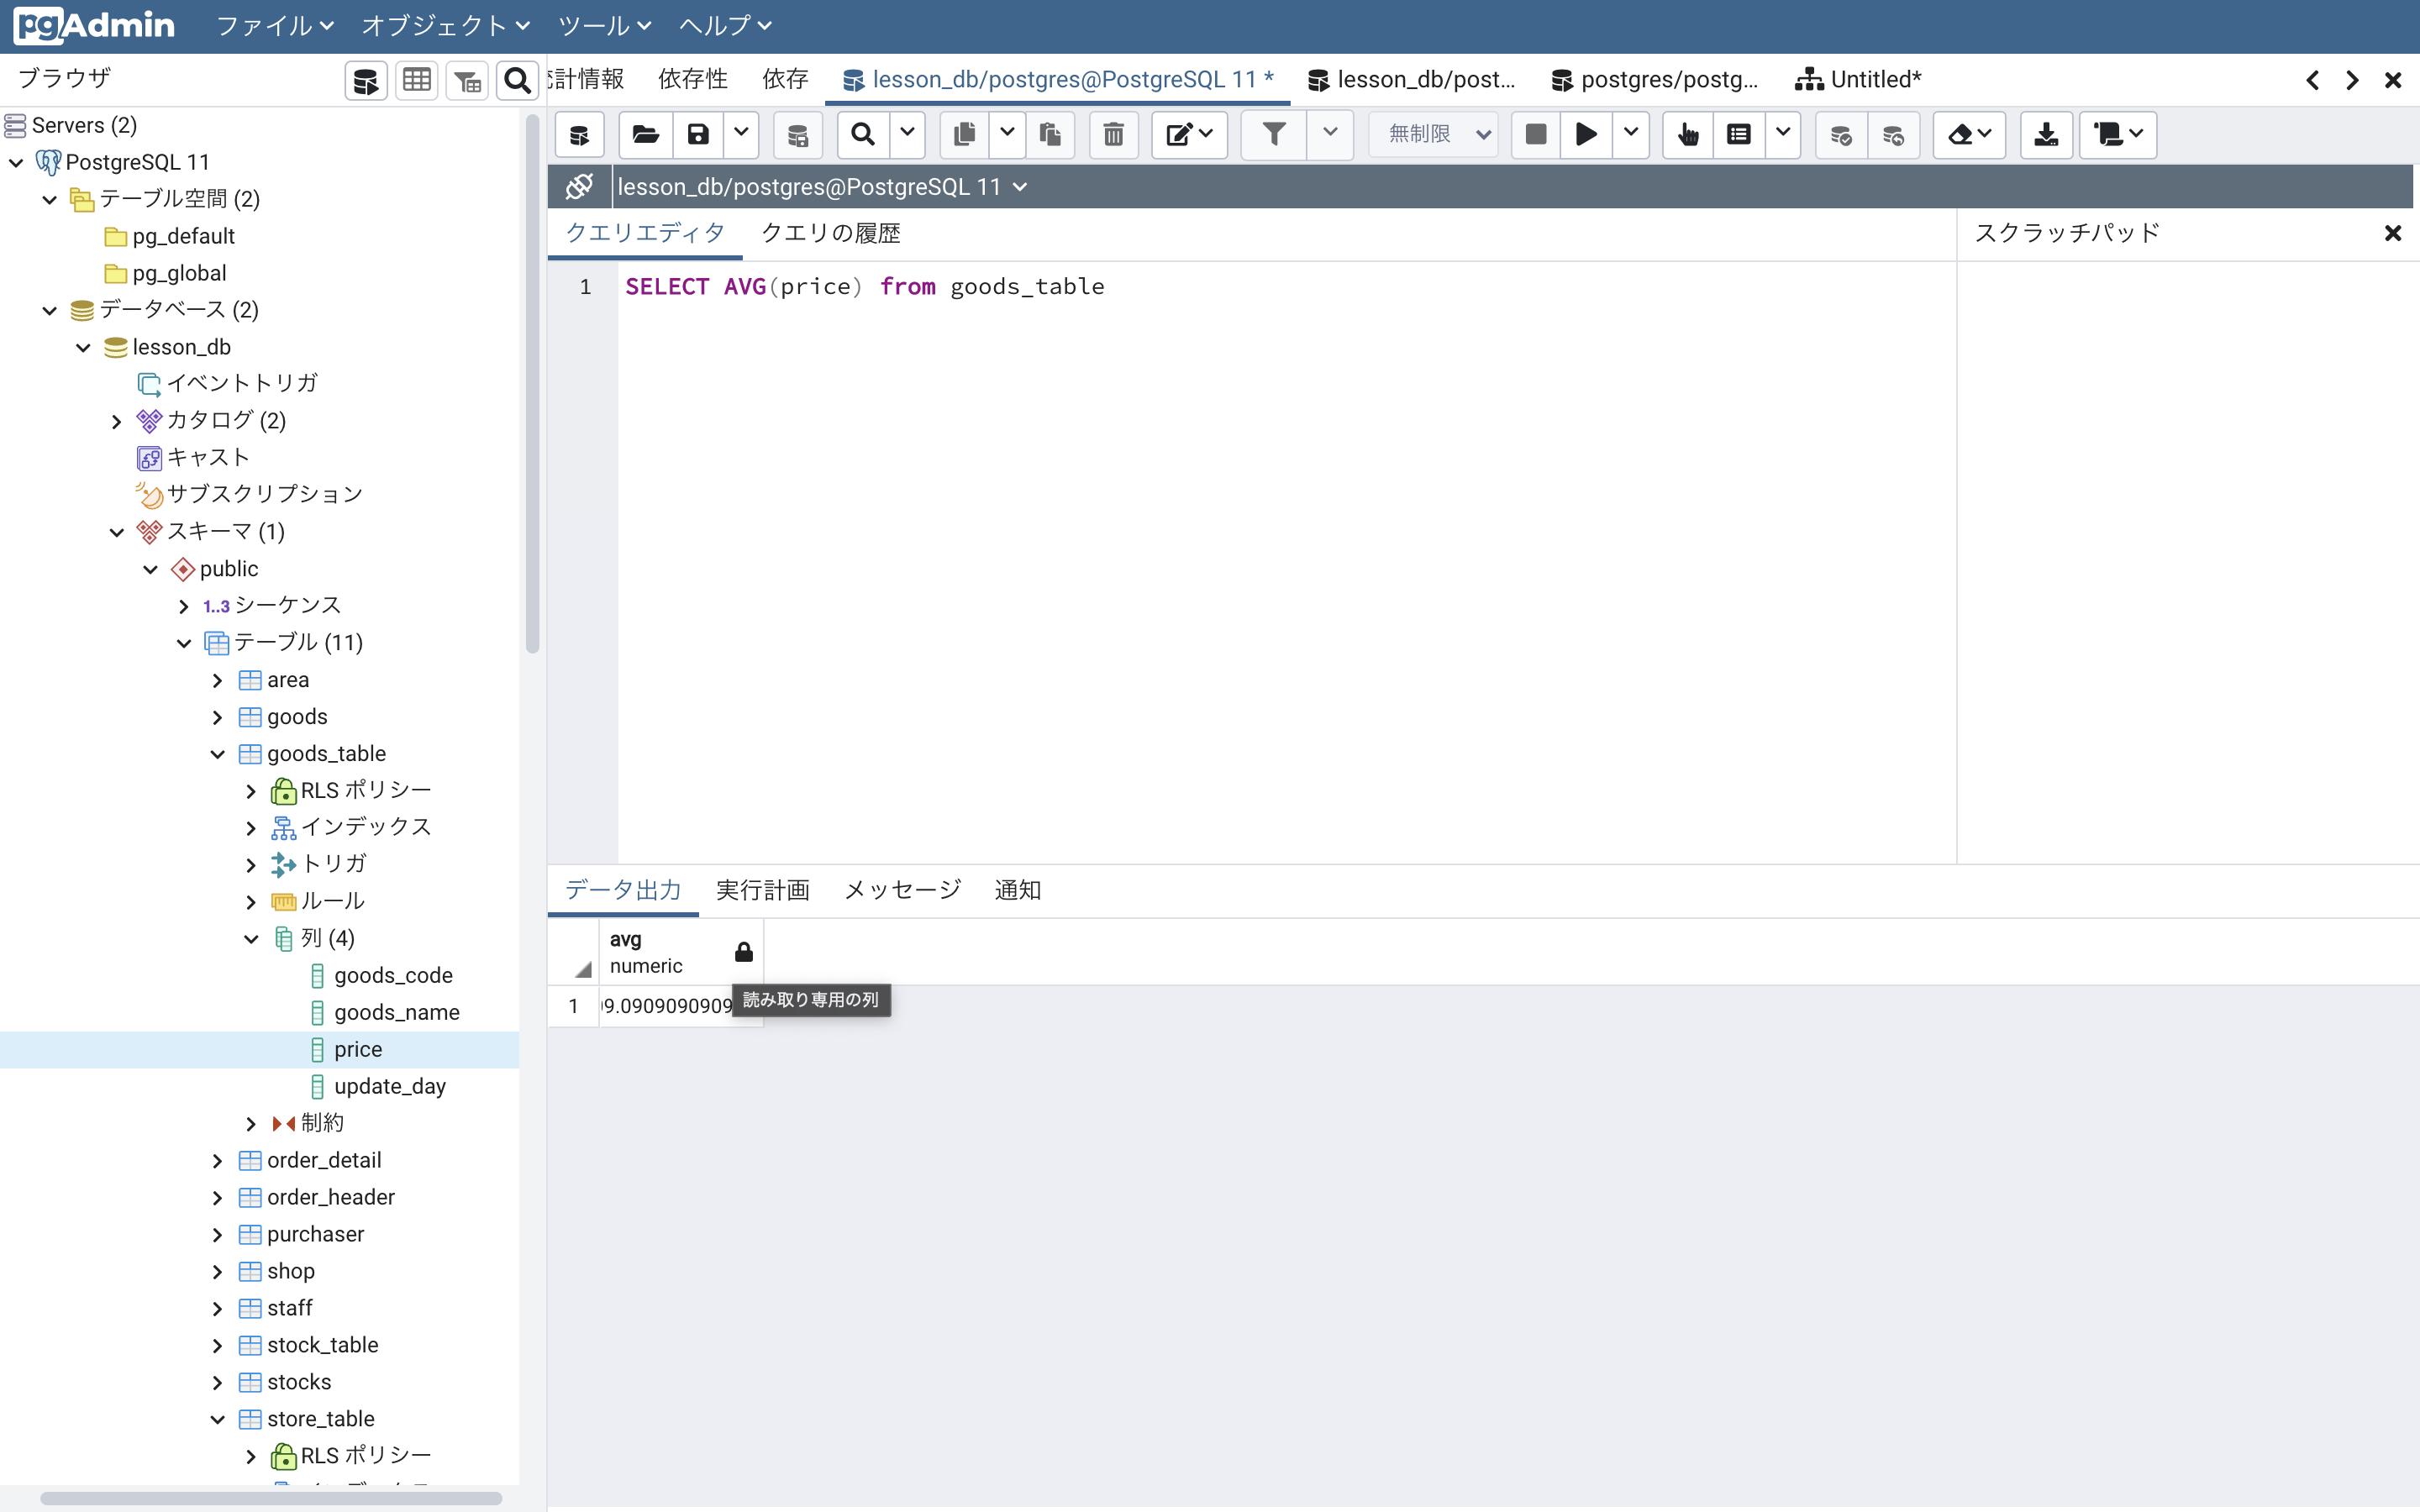 pgAdmin ファイル オブジェクト ツール ヘルプ
ブラウザ
計情報 依存性 依存 lesson_db/postgres@PostgreSQL 11 * lesson_db/post... postgres/postg... Untitled*
無制限
lesson_db/postgres@PostgreSQL 11
クエリエディタ クエリの履歴 スクラッチパッド
1 SELECT AVG(price) from goods_table
Servers (2)
PostgreSQL 11
テーブル空間 (2)
pg_default
pg_global
データベース (2)
lesson_db
イベントトリガ
カタログ (2)
キャスト
サブスクリプション
スキーマ (1)
public
1..3 シーケンス
テーブル (11)
area
goods
goods_table
RLS ポリシー
インデックス
トリガ
ルール
列 (4)
goods_code
goods_name
price
update_day
制約
order_detail
order_header
purchaser
shop
staff
stock_table
stocks
store_table
RLS ポリシー
データ出力 実行計画 メッセージ 通知
avg
numeric
1 9.0909090909
読み取り専用の列